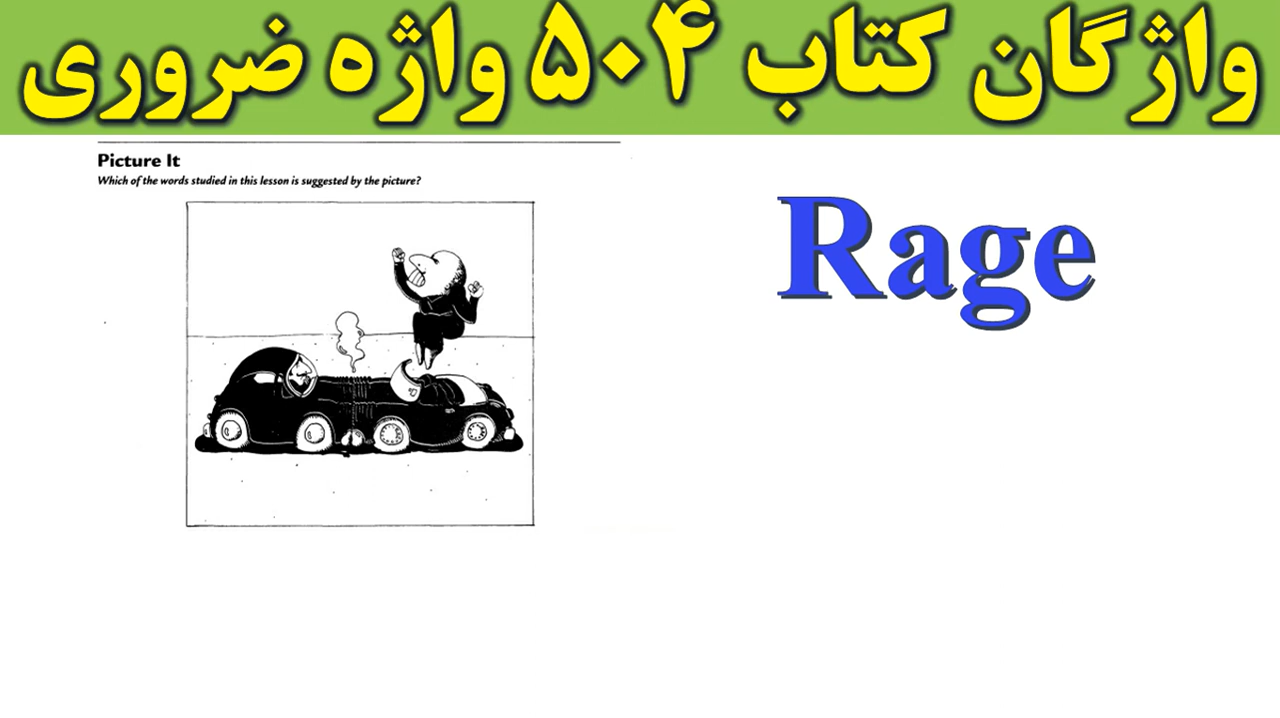 واژگان کتاب ۵۰۴ واژه ضروری
Picture It
Which of the words studied in this lesson is suggested by the picture?
Rage